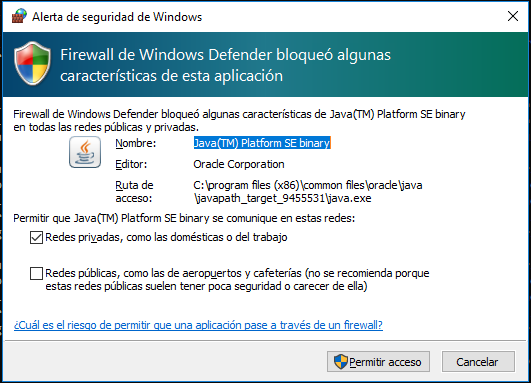 Alerta de seguridad de Windows
Firewall de Windows Defender bloqueó algunas
características de esta aplicación
Firewall de Windows Defender bloqueó algunas características de Java(TM) Platform SE binary
en todas las redes públicas y privadas.
Nombre: Java(TM) Platform SE binary
Editor: Oracle Corporation
Ruta de acceso: C:\program files (x86)\common files\oracle\java
\javapath_target_9455531\java.exe
Permitir que Java(TM) Platform SE binary se comunique en estas redes:
Redes privadas, como las domésticas o del trabajo
Redes públicas, como las de aeropuertos y cafeterías (no se recomienda porque
estas redes públicas suelen tener poca seguridad o carecer de ella)
¿Cuál es el riesgo de permitir que una aplicación pase a través de un firewall?
Permitir acceso Cancelar